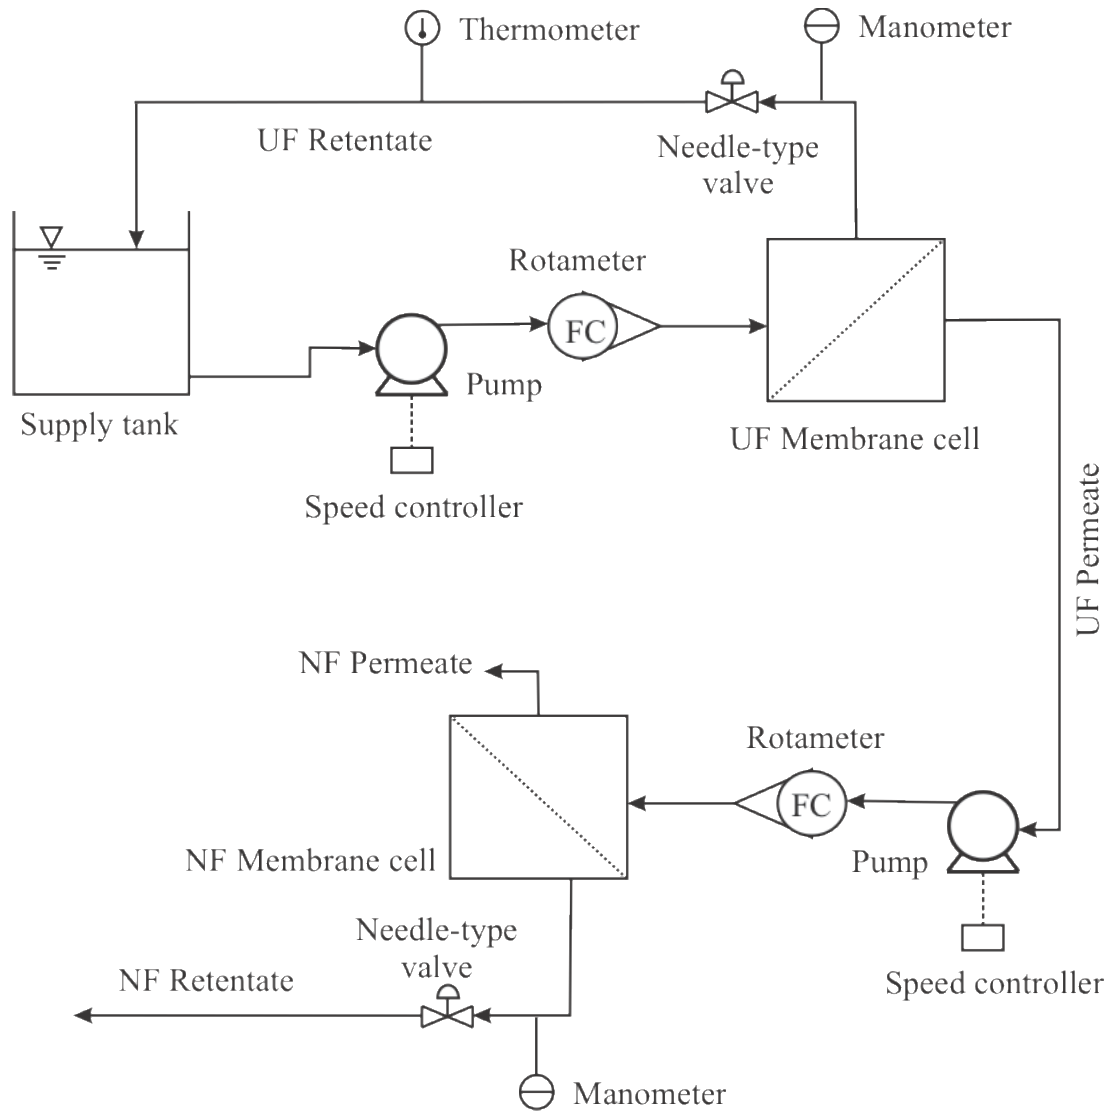 Thermometer
Manometer
UF Retentate
Needle-type
valve
Rotameter
FC
Pump
Supply tank
UF Membrane cell
Speed controller
UF Permeate
NF Permeate
Rotameter
FC
NF Membrane cell
Pump
Needle-type
valve
NF Retentate
Speed controller
Manometer